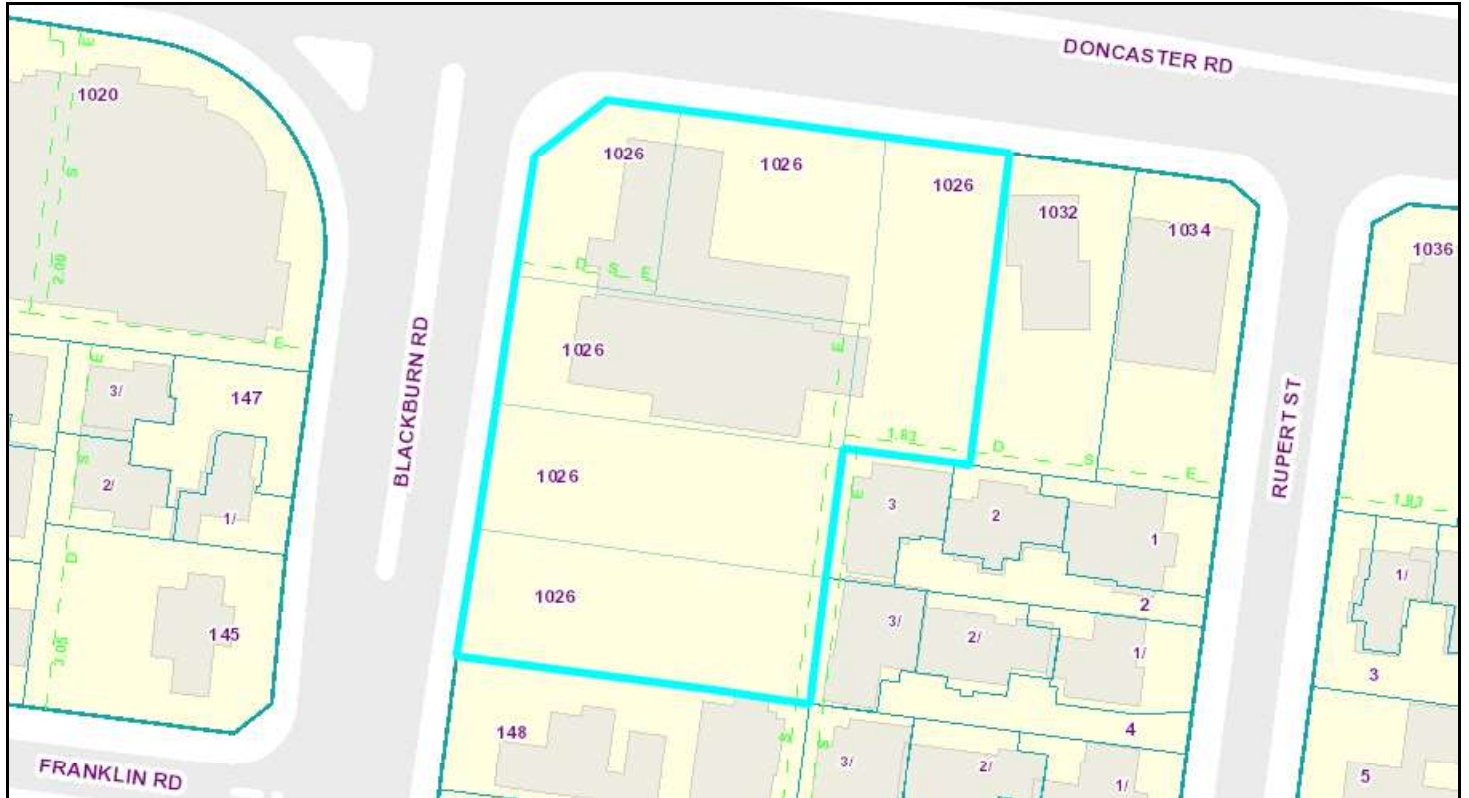 DONCASTER RD
E
1020
S
2.00
E
1026
1026
1026
1032
1034
1036
D S E
BLACKBURN RD
1026
E
3/
147
E
S
2/
1/
D
3.05
145
1.83 D S E
RUPERT ST
1026
E
3
2
1
2
1.83
1/
3
1026
3/
2/
1/
4
148
S
S
3/
2/
1/
5
FRANKLIN RD